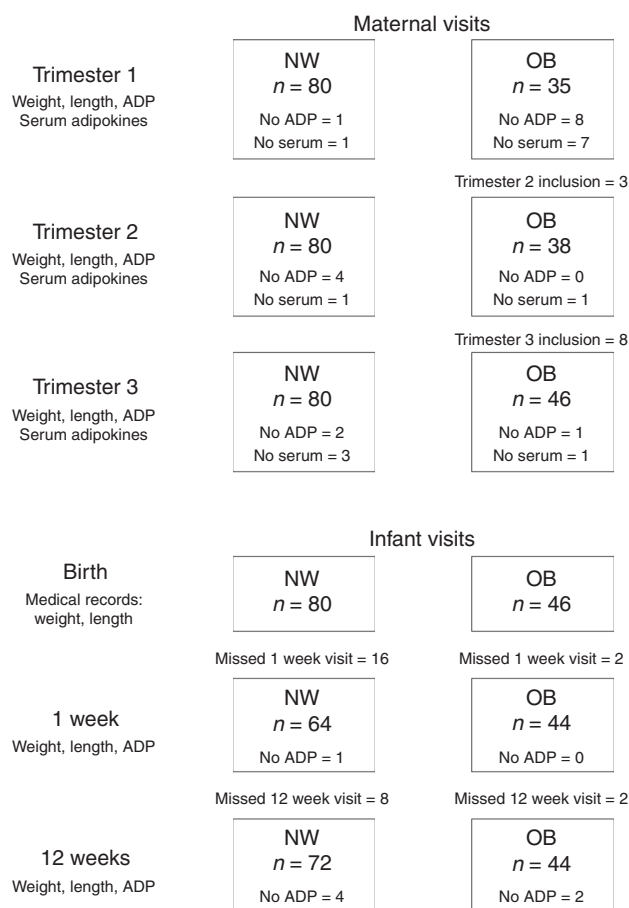 Maternal visits
Trimester 1
Weight, length, ADP
Serum adipokines
NW
n = 80
No ADP = 1
No serum = 1
OB
n = 35
No ADP = 8
No serum = 7
Trimester 2 inclusion = 3
Trimester 2
Weight, length, ADP
Serum adipokines
NW
n = 80
No ADP = 4
No serum = 1
OB
n = 38
No ADP = 0
No serum = 1
Trimester 3 inclusion = 8
Trimester 3
Weight, length, ADP
Serum adipokines
NW
n = 80
No ADP = 2
No serum = 3
OB
n = 46
No ADP = 1
No serum = 1
Infant visits
Birth
Medical records:
weight, length
NW
n = 80
OB
n = 46
Missed 1 week visit = 16
Missed 1 week visit = 2
1 week
Weight, length, ADP
NW
n = 64
No ADP = 1
OB
n = 44
No ADP = 0
Missed 12 week visit = 8
Missed 12 week visit = 2
12 weeks
Weight, length, ADP
NW
n = 72
No ADP = 4
OB
n = 44
No ADP = 2